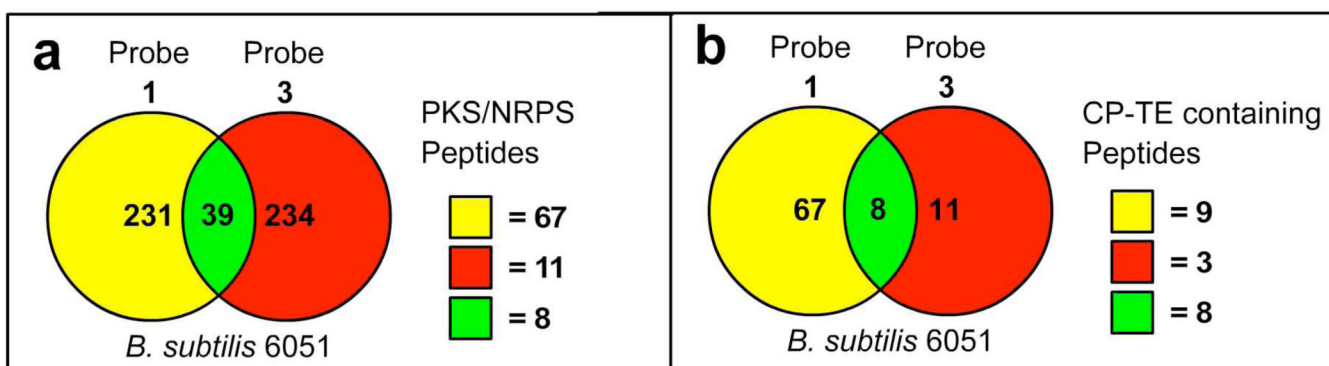 a
Probe Probe
1 3
231 39 234
B. subtilis 6051
PKS/NRPS
Peptides
= 67
= 11
= 8
b
Probe Probe
1 3
67 8 11
B. subtilis 6051
CP-TE containing
Peptides
= 9
= 3
= 8